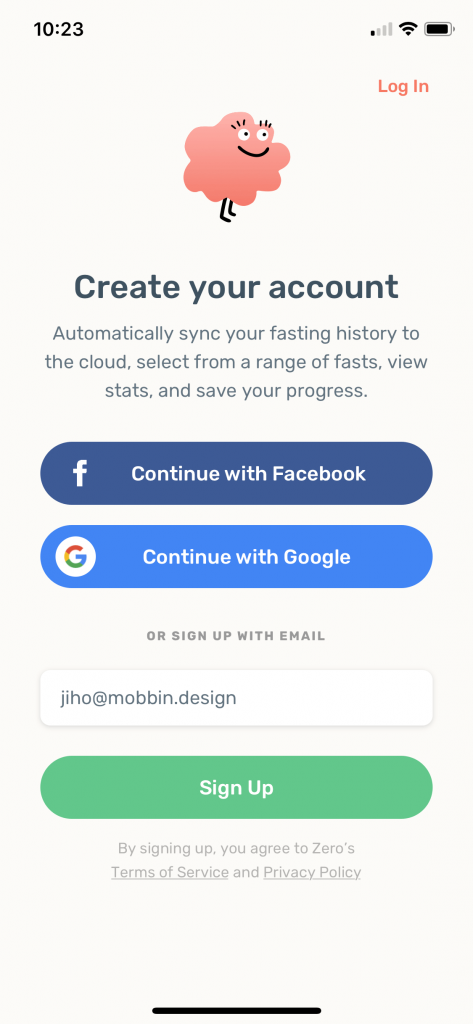 10:23
Log In
Create your account
Automatically sync your fasting history to
the cloud, select from a range of fasts, view
stats, and save your progress.
Continue with Facebook
Continue with Google
OR SIGN UP WITH EMAIL
jiho@mobbin.design
Sign Up
By signing up, you agree to Zero's
Terms of Service and Privacy Policy